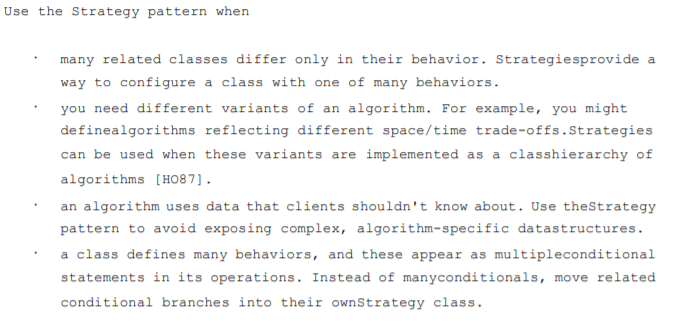 Use the Strategy pattern when
· many related classes differ only in their behavior. Strategiesprovide a
way to configure a class with one of many behaviors.
· you need different variants of an algorithm. For example, you might
definealgorithms reflecting different space/time trade-offs.Strategies
can be used when these variants are implemented as a classhierarchy of
algorithms [HO87].
· an algorithm uses data that clients shouldn't know about. Use theStrategy
pattern to avoid exposing complex, algorithm-specific datastructures.
· a class defines many behaviors, and these appear as multipleconditional
statements in its operations. Instead of manyconditionals, move related
conditional branches into their ownStrategy class.